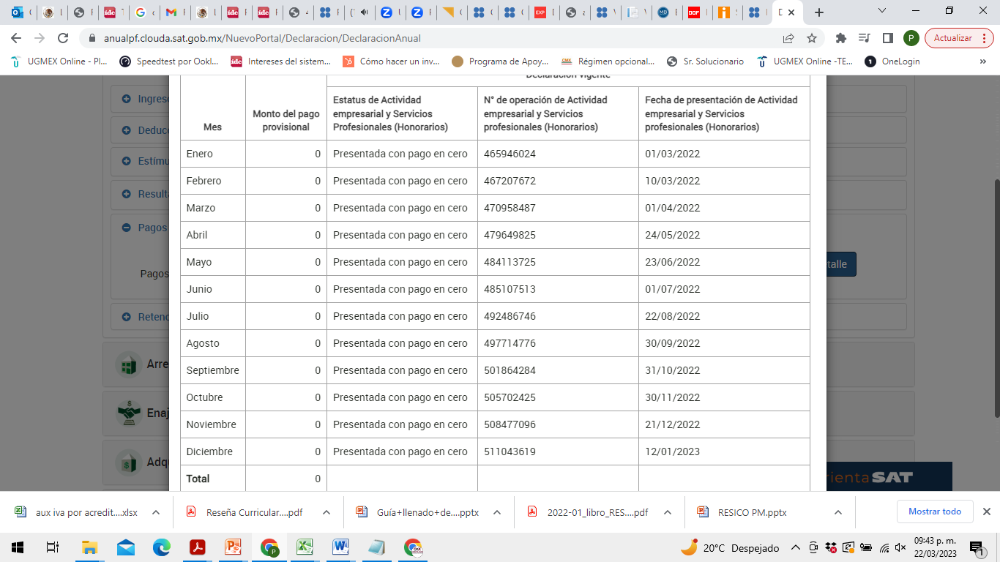 anualpf.clouda.sat.gob.mx/NuevoPortal/Declaracion/DeclaracionAnual
P
Actualizar
UGMEX Online - Pl...
Speedtest por Ookl...
Intereses del sistem...
Cómo hacer un inv...
Programa de Apoy...
Régimen opcional...
Sr. Solucionario
UGMEX Online -TE...
OneLogin
»
Declaración vigente
Mes
Monto del pago provisional
Estatus de Actividad empresarial y Servicios Profesionales (Honorarios)
N° de operación de Actividad empresarial y Servicios profesionales (Honorarios)
Fecha de presentación de Actividad empresarial y Servicios profesionales (Honorarios)
Enero 0 Presentada con pago en cero 465946024 01/03/2022
Febrero 0 Presentada con pago en cero 467207672 10/03/2022
Marzo 0 Presentada con pago en cero 470958487 01/04/2022
Abril 0 Presentada con pago en cero 479649825 24/05/2022
Mayo 0 Presentada con pago en cero 484113725 23/06/2022
Junio 0 Presentada con pago en cero 485107513 01/07/2022
Julio 0 Presentada con pago en cero 492486746 22/08/2022
Agosto 0 Presentada con pago en cero 497714776 30/09/2022
Septiembre 0 Presentada con pago en cero 501864284 31/10/2022
Octubre 0 Presentada con pago en cero 505702425 30/11/2022
Noviembre 0 Presentada con pago en cero 508477096 21/12/2022
Diciembre 0 Presentada con pago en cero 511043619 12/01/2023
Total 0
Ingres
Deducc
Estímu
Result
Pagos
Pagos
talle
Retenc
Arre
Enaj
Adq
rientaSAT
aux iva por acredit....xlsx
Reseña Curricular....pdf
Guía+llenado+de....pptx
2022-01_libro_RES....pdf
RESICO PM.pptx
Mostrar todo
20°C Despejado
09:43 p. m.
22/03/2023
1